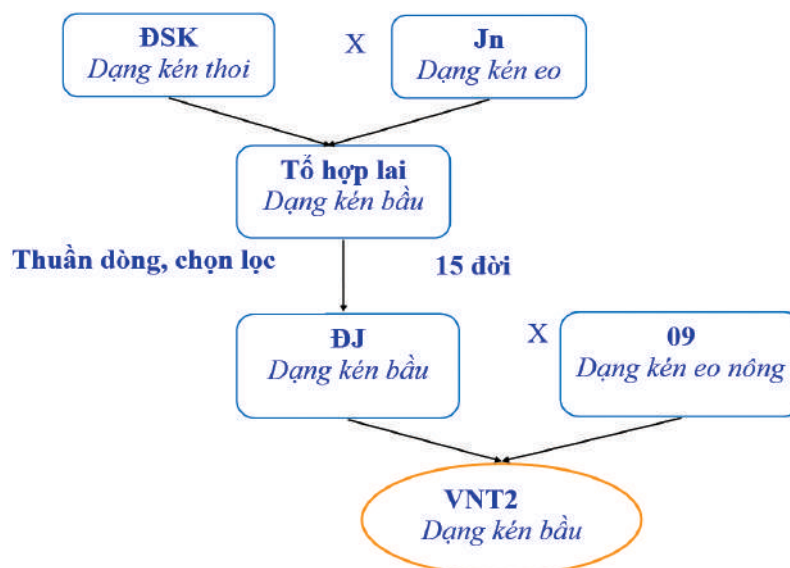 ĐSK
Dạng kén thoi
X
Jn
Dạng kén eo
Tổ hợp lai
Dạng kén bầu
Thuần dòng, chọn lọc
15 đời
ĐJ
Dạng kén bầu
X
09
Dạng kén eo nông
VNT2
Dạng kén bầu